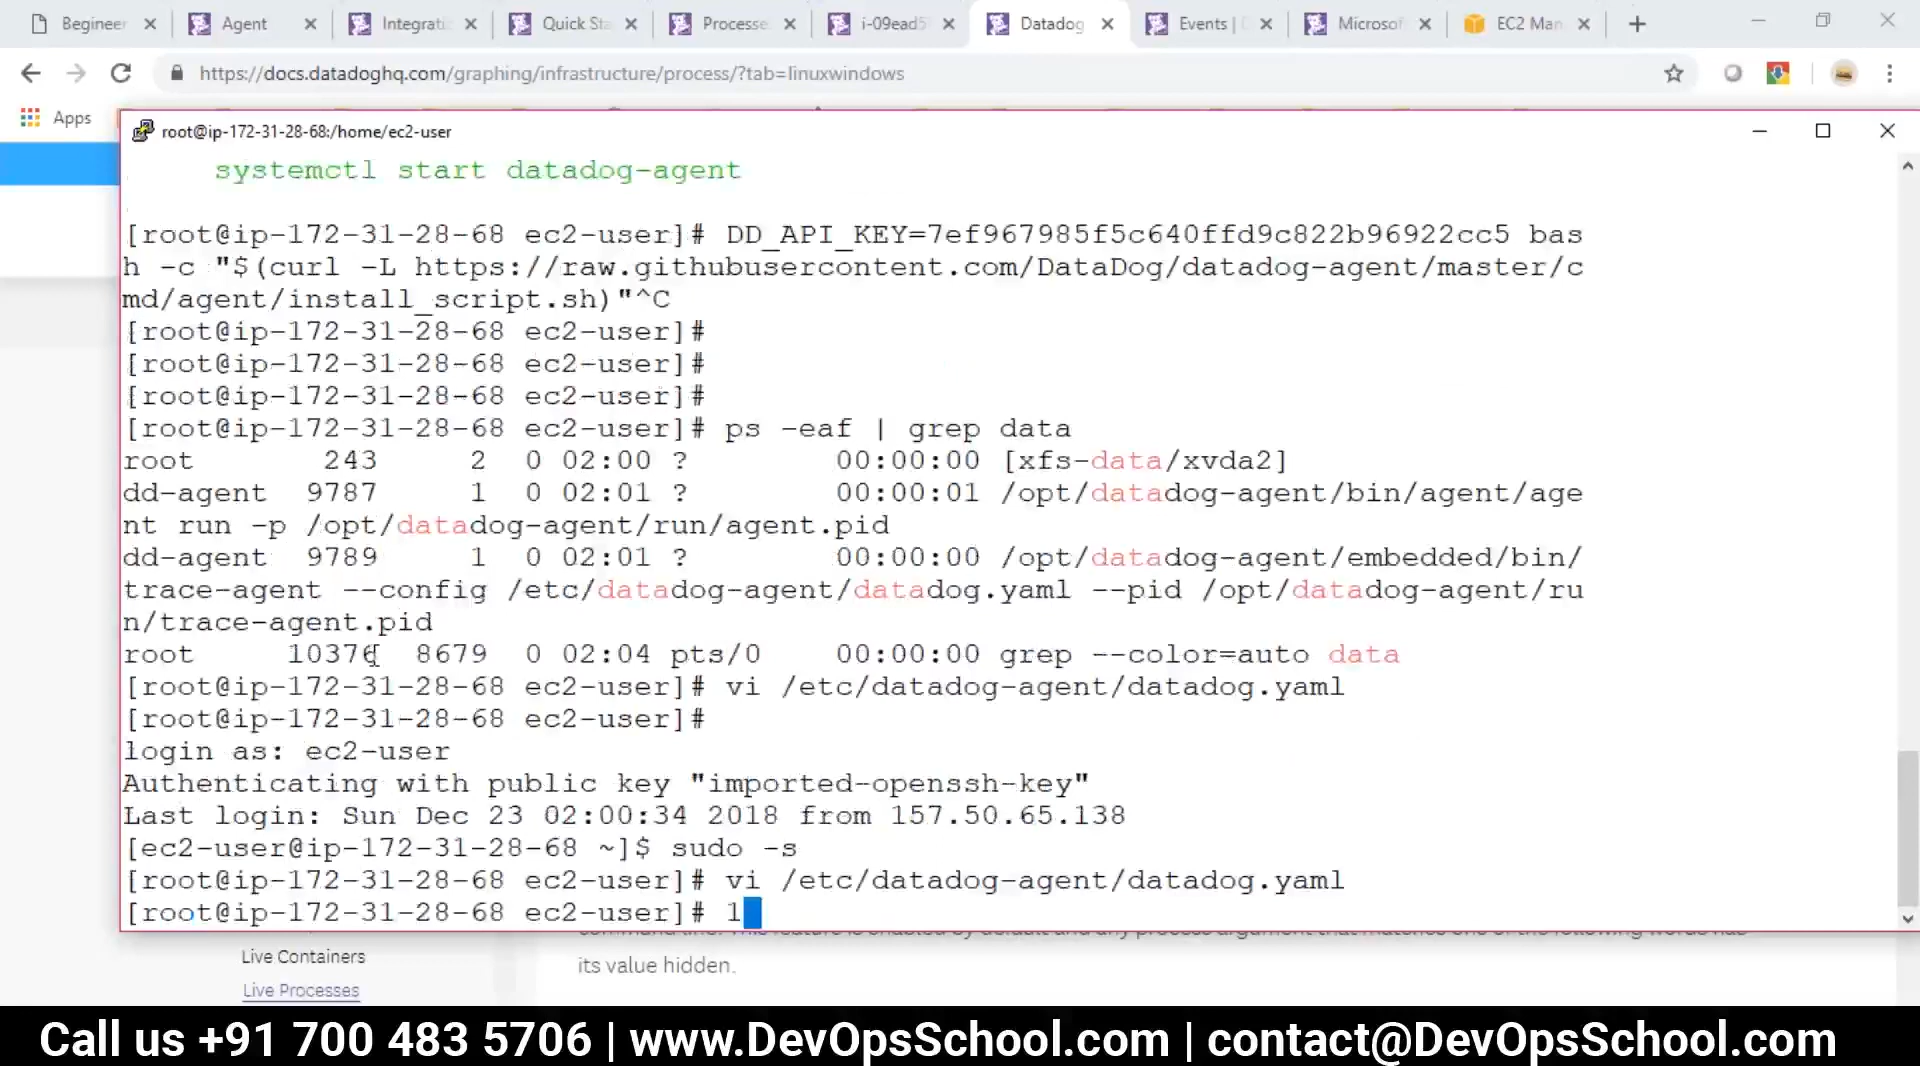 Beginee
Agent
Integrati
Quick Sta
Processe
i-09ead5
Datadog
Events | D
Microsof
EC2 Man
https://docs.datadoghq.com/graphing/infrastructure/process/?tab=linuxwindows
Apps
root@ip-172-31-28-68:/home/ec2-user
systemctl start datadog-agent
[root@ip-172-31-28-68 ec2-user]# DD_API_KEY=7ef967985f5c640ffd9c822b96922cc5 bas
h -c "$(curl -L https://raw.githubusercontent.com/DataDog/datadog-agent/master/c
md/agent/install_script.sh)"^C
[root@ip-172-31-28-68 ec2-user]#
[root@ip-172-31-28-68 ec2-user]#
[root@ip-172-31-28-68 ec2-user]#
[root@ip-172-31-28-68 ec2-user]# ps -eaf | grep data
root 243 2 0 02:00 ? 00:00:00 [xfs-data/xvda2]
dd-agent 9787 1 0 02:01 ? 00:00:01 /opt/datadog-agent/bin/agent/age
nt run -p /opt/datadog-agent/run/agent.pid
dd-agent 9789 1 0 02:01 ? 00:00:00 /opt/datadog-agent/embedded/bin/
trace-agent --config /etc/datadog-agent/datadog.yaml --pid /opt/datadog-agent/ru
n/trace-agent.pid
root 10376 8679 0 02:04 pts/0 00:00:00 grep --color=auto data
[root@ip-172-31-28-68 ec2-user]# vi /etc/datadog-agent/datadog.yaml
[root@ip-172-31-28-68 ec2-user]#
login as: ec2-user
Authenticating with public key "imported-openssh-key"
Last login: Sun Dec 23 02:00:34 2018 from 157.50.65.138
[ec2-user@ip-172-31-28-68 ~]$ sudo -s
[root@ip-172-31-28-68 ec2-user]# vi /etc/datadog-agent/datadog.yaml
[root@ip-172-31-28-68 ec2-user]# l
its value hidden.
Live Containers
Live Processes
Call us +91 700 483 5706 | www.DevOpsSchool.com | contact@DevOpsSchool.com